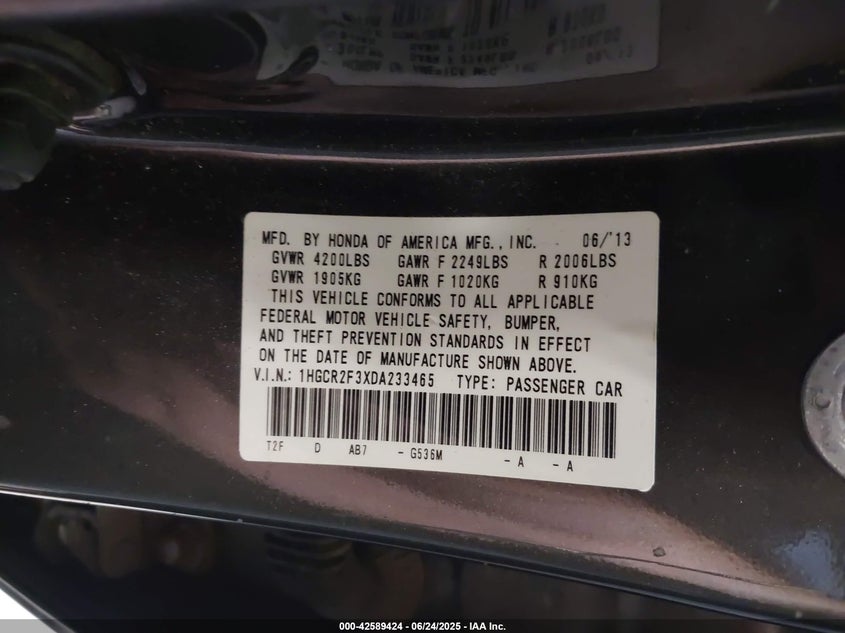 MFD. BY HONDA OF AMERICA MFG., INC. 06/'13
GVWR 4200LBS GAWR F 2249LBS R 2006LBS
GVWR 1905KG GAWR F 1020KG R 910KG
THIS VEHICLE CONFORMS TO ALL APPLICABLE
FEDERAL MOTOR VEHICLE SAFETY, BUMPER,
AND THEFT PREVENTION STANDARDS IN EFFECT
ON THE DATE OF MANUFACTURE SHOWN ABOVE.
V.I.N.: 1HGCR2F3XDA233465 TYPE: PASSENGER CAR
T2F D AB7 - G536M - A - A
000-42589424 - 06/24/2025 - IAA Inc.